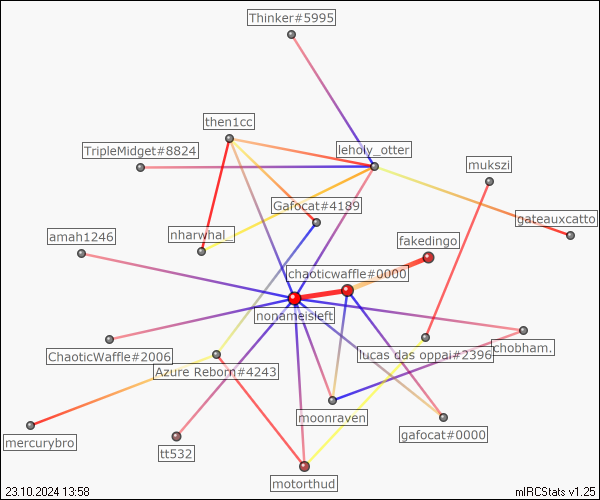 Thinker#5995
then1cc
TripleMidget#8824
leholy_otter
mukszi
Gafocat#4189
gateauxcatto
amah1246
nharwhal_
fakedingo
chaoticwaffle#0000
nonameisleft
ChaoticWaffle#2006
lucas das oppai#2396
chobham.
Azure Reborn#4243
moonraven
mercurybro
gafocat#0000
tt532
motorthud
23.10.2024 13:58
mIRCStats v1.25